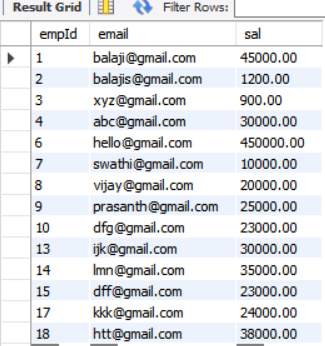 Result Grid Filter Rows:
empId email sal
1 balaji@gmail.com 45000.00
2 balajis@gmail.com 1200.00
3 xyz@gmail.com 900.00
4 abc@gmail.com 30000.00
6 hello@gmail.com 450000.00
7 swathi@gmail.com 10000.00
8 vijay@gmail.com 20000.00
9 prasanth@gmail.com 25000.00
10 dfg@gmail.com 23000.00
13 ijk@gmail.com 30000.00
14 lmn@gmail.com 35000.00
15 dff@gmail.com 23000.00
17 kkk@gmail.com 24000.00
18 htt@gmail.com 38000.00